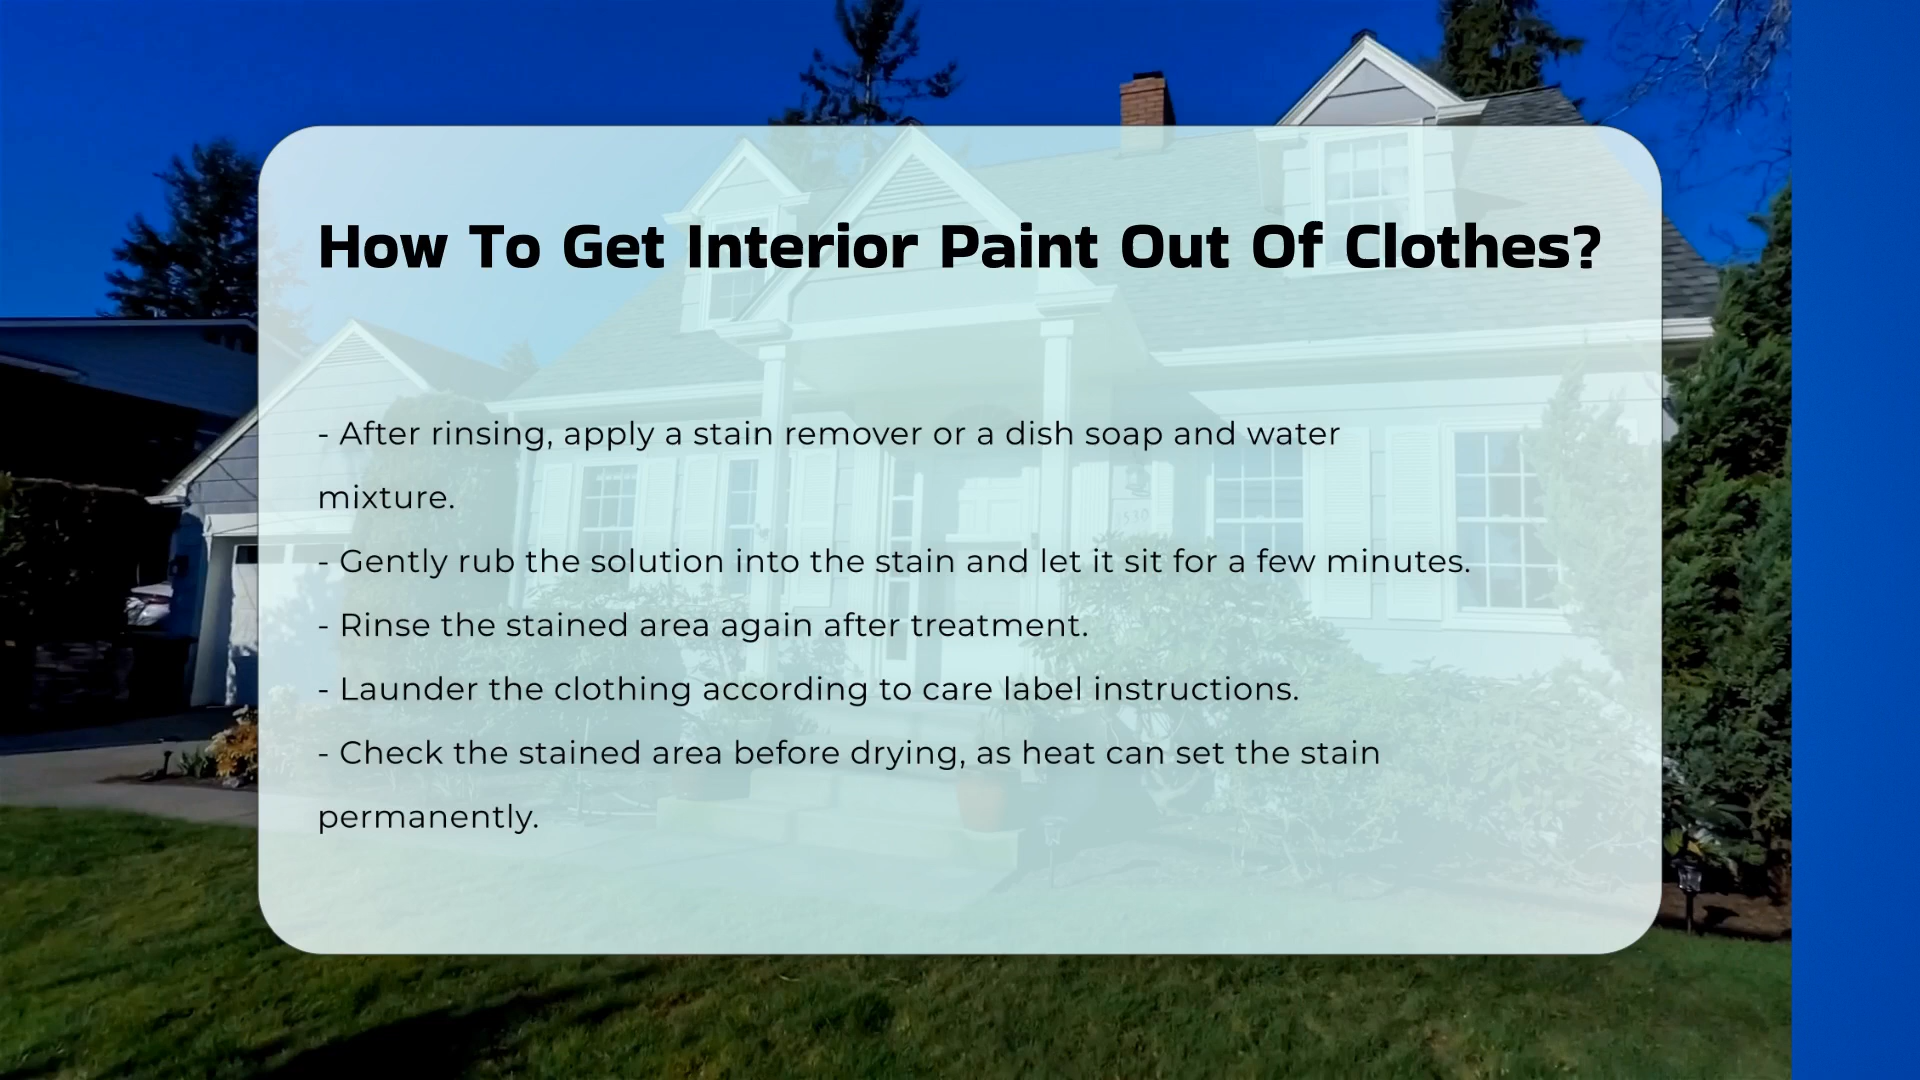 How To Get Interior Paint Out Of Clothes?
- After rinsing, apply a stain remover or a dish soap and water
mixture.
- Gently rub the solution into the stain and let it sit for a few minutes.
- Rinse the stained area again after treatment.
- Launder the clothing according to care label instructions.
- Check the stained area before drying, as heat can set the stain
permanently.